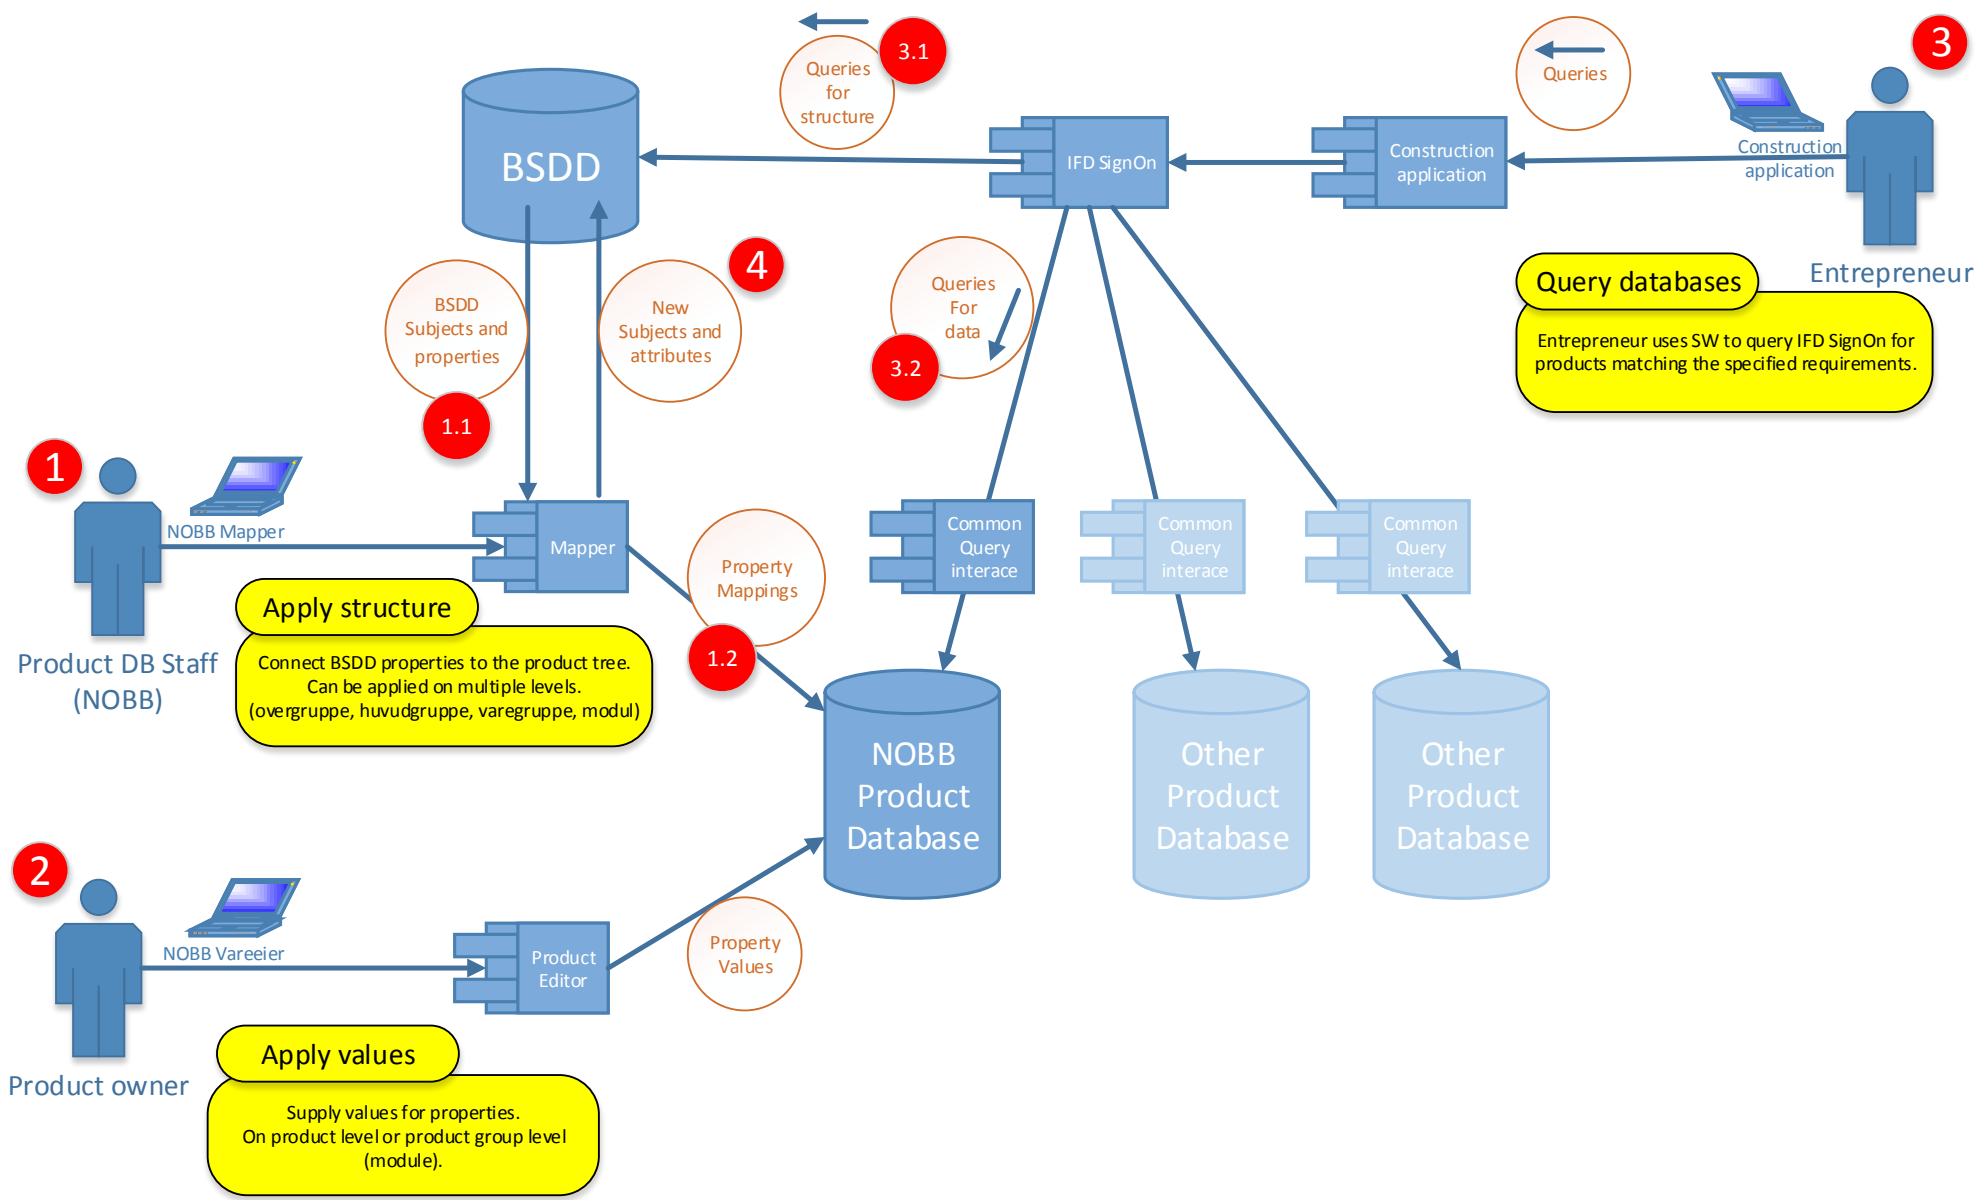 3.1
Queries
for
structure
Queries
3
BSDD
IFD SignOn
Construction
application
Construction
application
Entrepreneur
Query databases
Entrepreneur uses SW to query IFD SignOn for
products matching the specified requirements.
4
BSDD
Subjects and
properties
New
Subjects and
attributes
Queries
For
data
3.2
1.1
1
NOBB Mapper
Mapper
Product DB Staff
(NOBB)
Apply structure
Connect BSDD properties to the product tree.
Can be applied on multiple levels.
(overgruppe, huvudgruppe, varegruppe, modul)
Property
Mappings
1.2
Common
Query
interace
Common
Query
interace
Common
Query
interace
NOBB
Product
Database
Other
Product
Database
Other
Product
Database
2
NOBB Vareeier
Product
Editor
Property
Values
Product owner
Apply values
Supply values for properties.
On product level or product group level
(module).